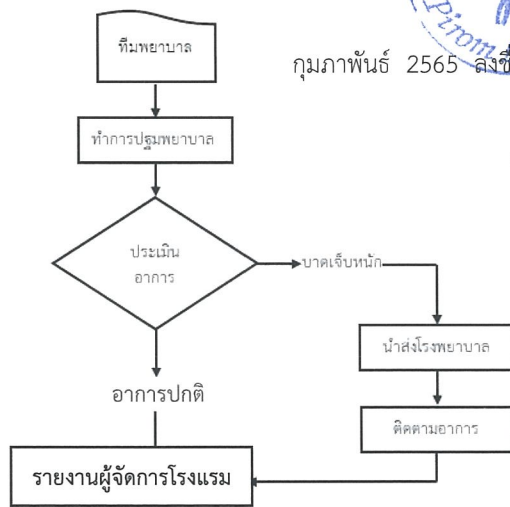 ทีมพยาบาล
Pirom
กุมภาพันธ์ 2565 ลงชื่
ทำการปฐมพยาบาล
ประเมิน
อาการ
บาดเจ็บหนัก
นำส่งโรงพยาบาล
อาการปกติ
ติดตามอาการ
รายงานผู้จัดการโรงแรม